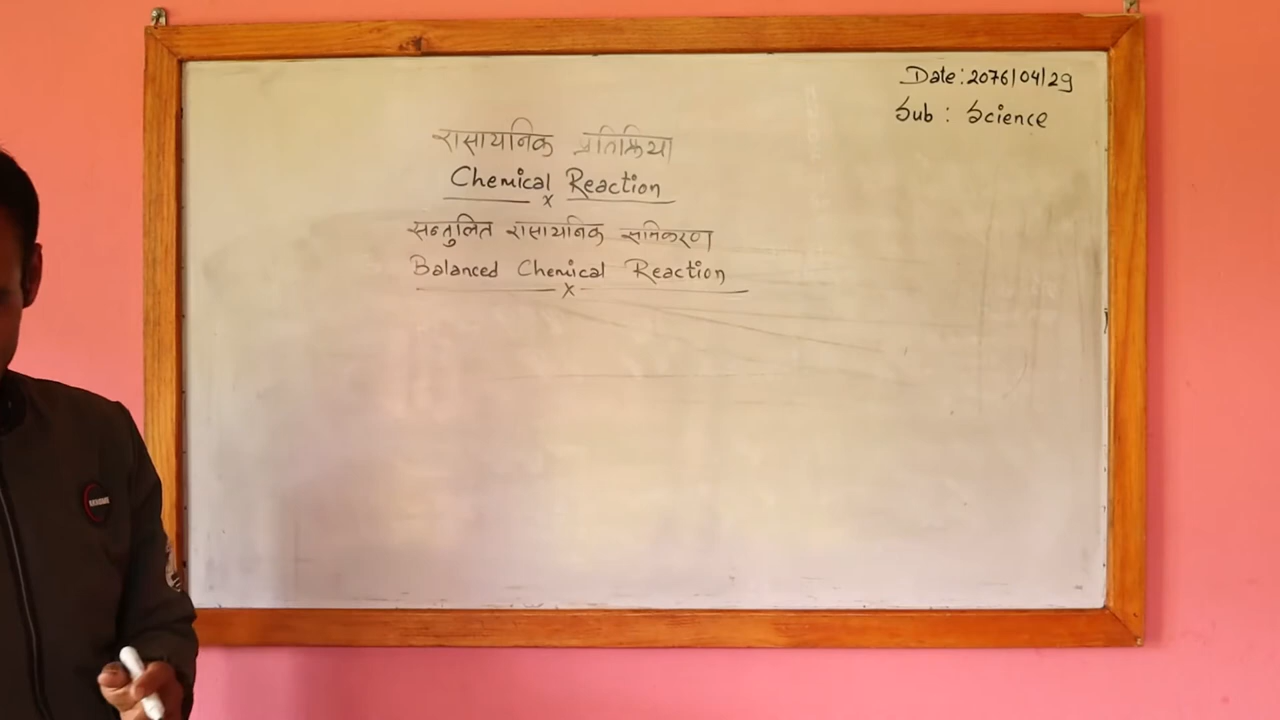 Date: 2076/04/29
Sub : Science
रासायनिक प्रतिक्रिया
Chemical Reaction
x
सन्तुलित रासायनिक समिकरण
Balanced Chemical Reaction
x